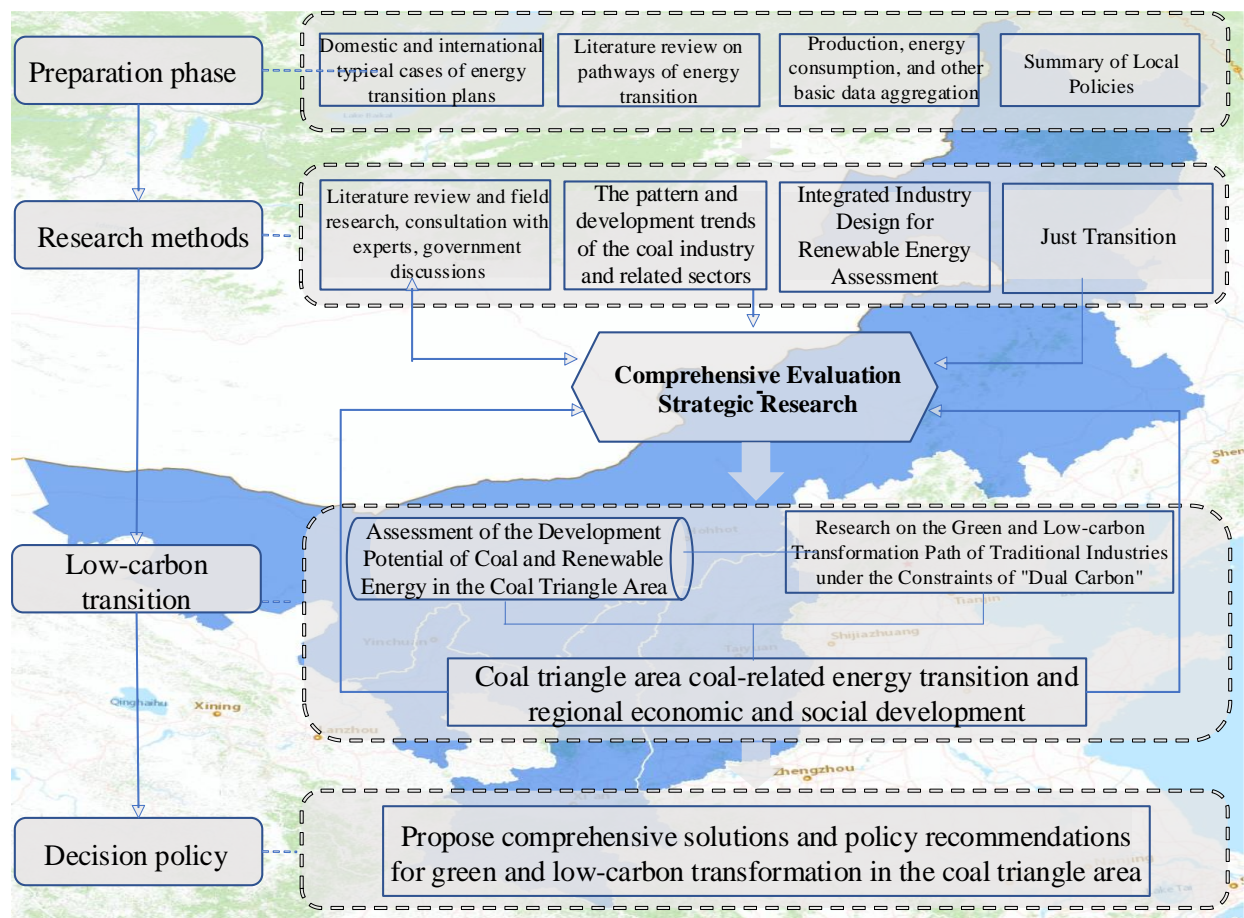 Preparation phase
Domestic and international
typical cases of energy
transition plans
Literature review on
pathways of energy
transition
Production, energy
consumption, and other
basic data aggregation
Summary of Local
Policies
Research methods
Literature review and field
research, consultation with
experts, government
discussions
The pattern and
development trends
of the coal industry
and related sectors
Integrated Industry
Design for
Renewable Energy
Assessment
Just Transition
Comprehensive Evaluation
Strategic Research
Low-carbon
transition
Assessment of the Development
Potential of Coal and Renewable
Energy in the Coal Triangle Area
Research on the Green and Low-carbon
Transformation Path of Traditional Industries
under the Constraints of "Dual Carbon"
Tianjin
Yinchuan
Taiyuan
Shijiazhuang
Coal triangle area coal-related energy transition and
regional economic and social development
Qinghaihu
Xining
Lanzhou
Zhengzhou
Decision policy
Propose comprehensive solutions and policy recommendations
for green and low-carbon transformation in the coal triangle area